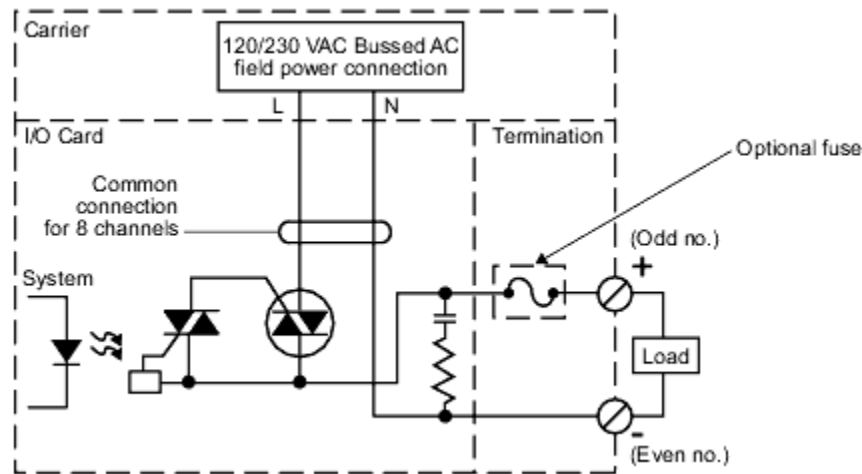 Carrier
120/230 VAC Bussed AC
field power connection
L
N
I/O Card
Termination
Optional fuse
Common
connection
for 8 channels
(Odd no.)
+
System
Load
-
(Even no.)